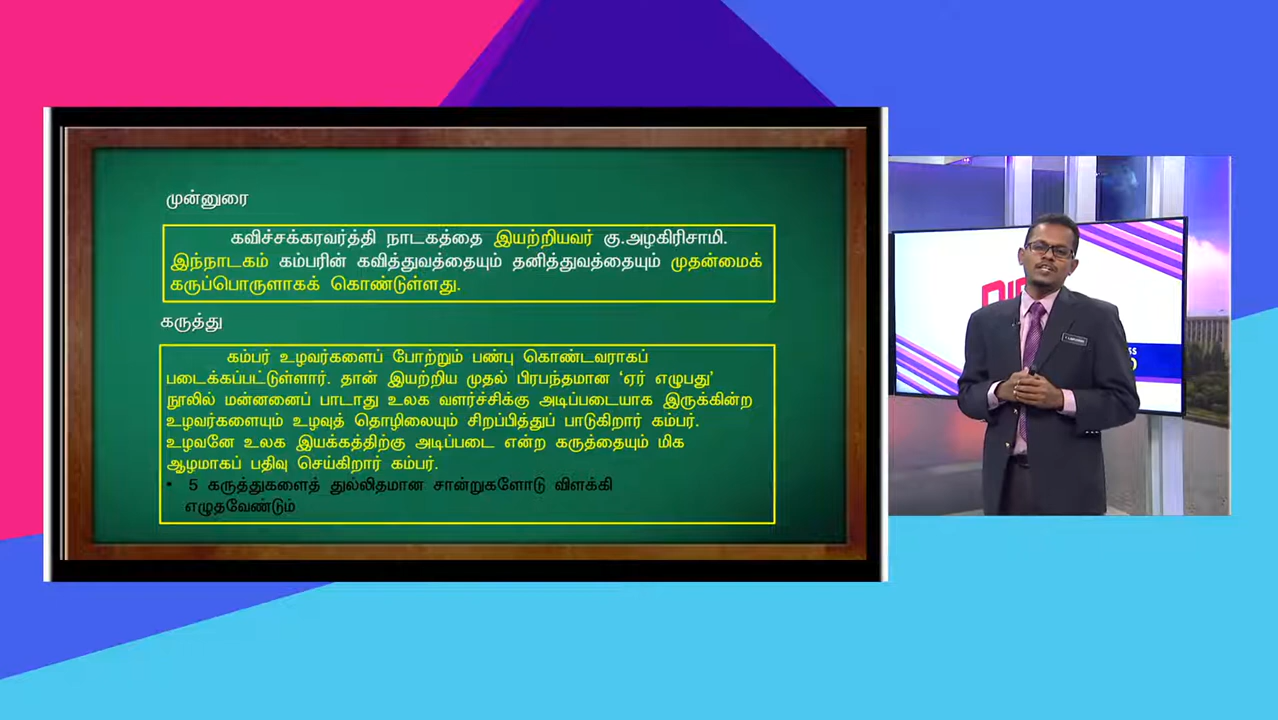 முன்னுரை
கவிச்சக்கரவர்த்தி நாடகத்தை இயற்றியவர் கு.அழகிரிசாமி.
இந்நாடகம் கம்பரின் கவித்துவத்தையும் தனித்துவத்தையும் முதன்மைக்
கருப்பொருளாகக் கொண்டுள்ளது.
கருத்து
கம்பர் உழவர்களைப் போற்றும் பண்பு கொண்டவராகப்
படைக்கப்பட்டுள்ளார். தான் இயற்றிய முதல் பிரபந்தமான ‘ஏர் எழுபது’
நூலில் மன்னனைப் பாடாது உலக வளர்ச்சிக்கு அடிப்படையாக இருக்கின்ற
உழவர்களையும் உழவுத் தொழிலையும் சிறப்பித்துப் பாடுகிறார் கம்பர்.
உழவனே உலக இயக்கத்திற்கு அடிப்படை என்ற கருத்தையும் மிக
ஆழமாகப் பதிவு செய்கிறார் கம்பர்.
• 5 கருத்துகளைத் துல்லிதமான சான்றுகளோடு விளக்கி
எழுதவேண்டும்